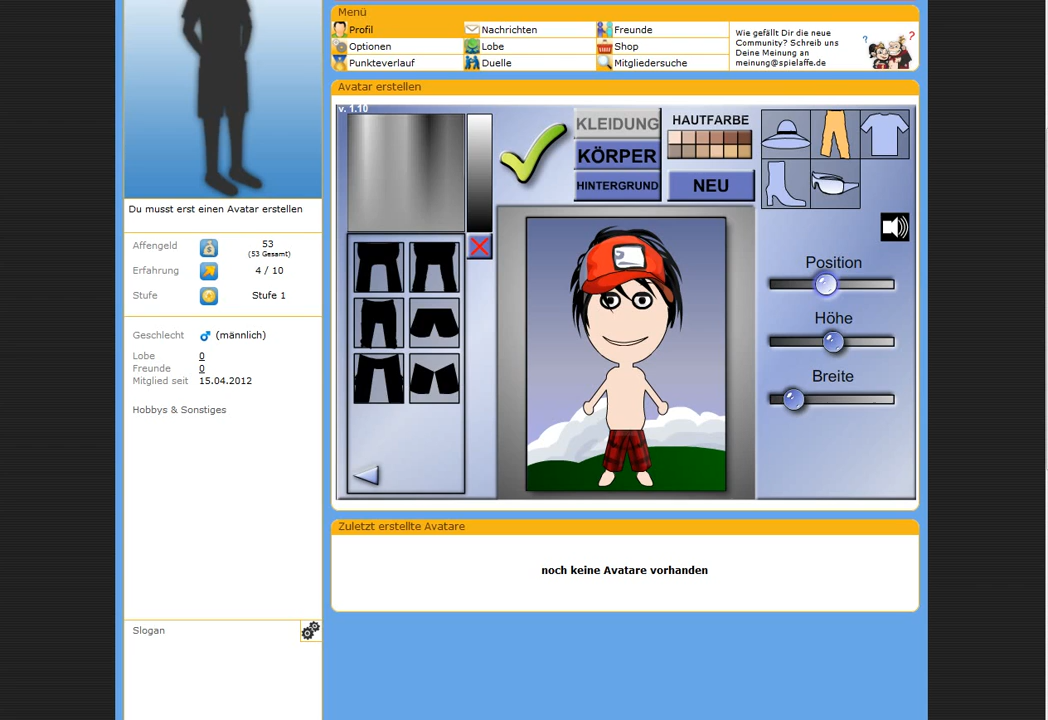 Menü
Profil
Nachrichten
Freunde
Optionen
Lobe
Shop
Punkteverlauf
Duelle
Mitgliedersuche
Wie gefällt Dir die neue
Community? Schreib uns
Deine Meinung an
meinung@spielaffe.de
Avatar erstellen
v. 1.10
KLEIDUNG
KÖRPER
HINTERGRUND
HAUTFARBE
NEU
Position
Höhe
Breite
Du musst erst einen Avatar erstellen
Affengeld 53
(53 Gesamt)
Erfahrung 4 / 10
Stufe Stufe 1
Geschlecht (männlich)
Lobe 0
Freunde 0
Mitglied seit 15.04.2012
Hobbys & Sonstiges
Slogan
Zuletzt erstellte Avatare
noch keine Avatare vorhanden